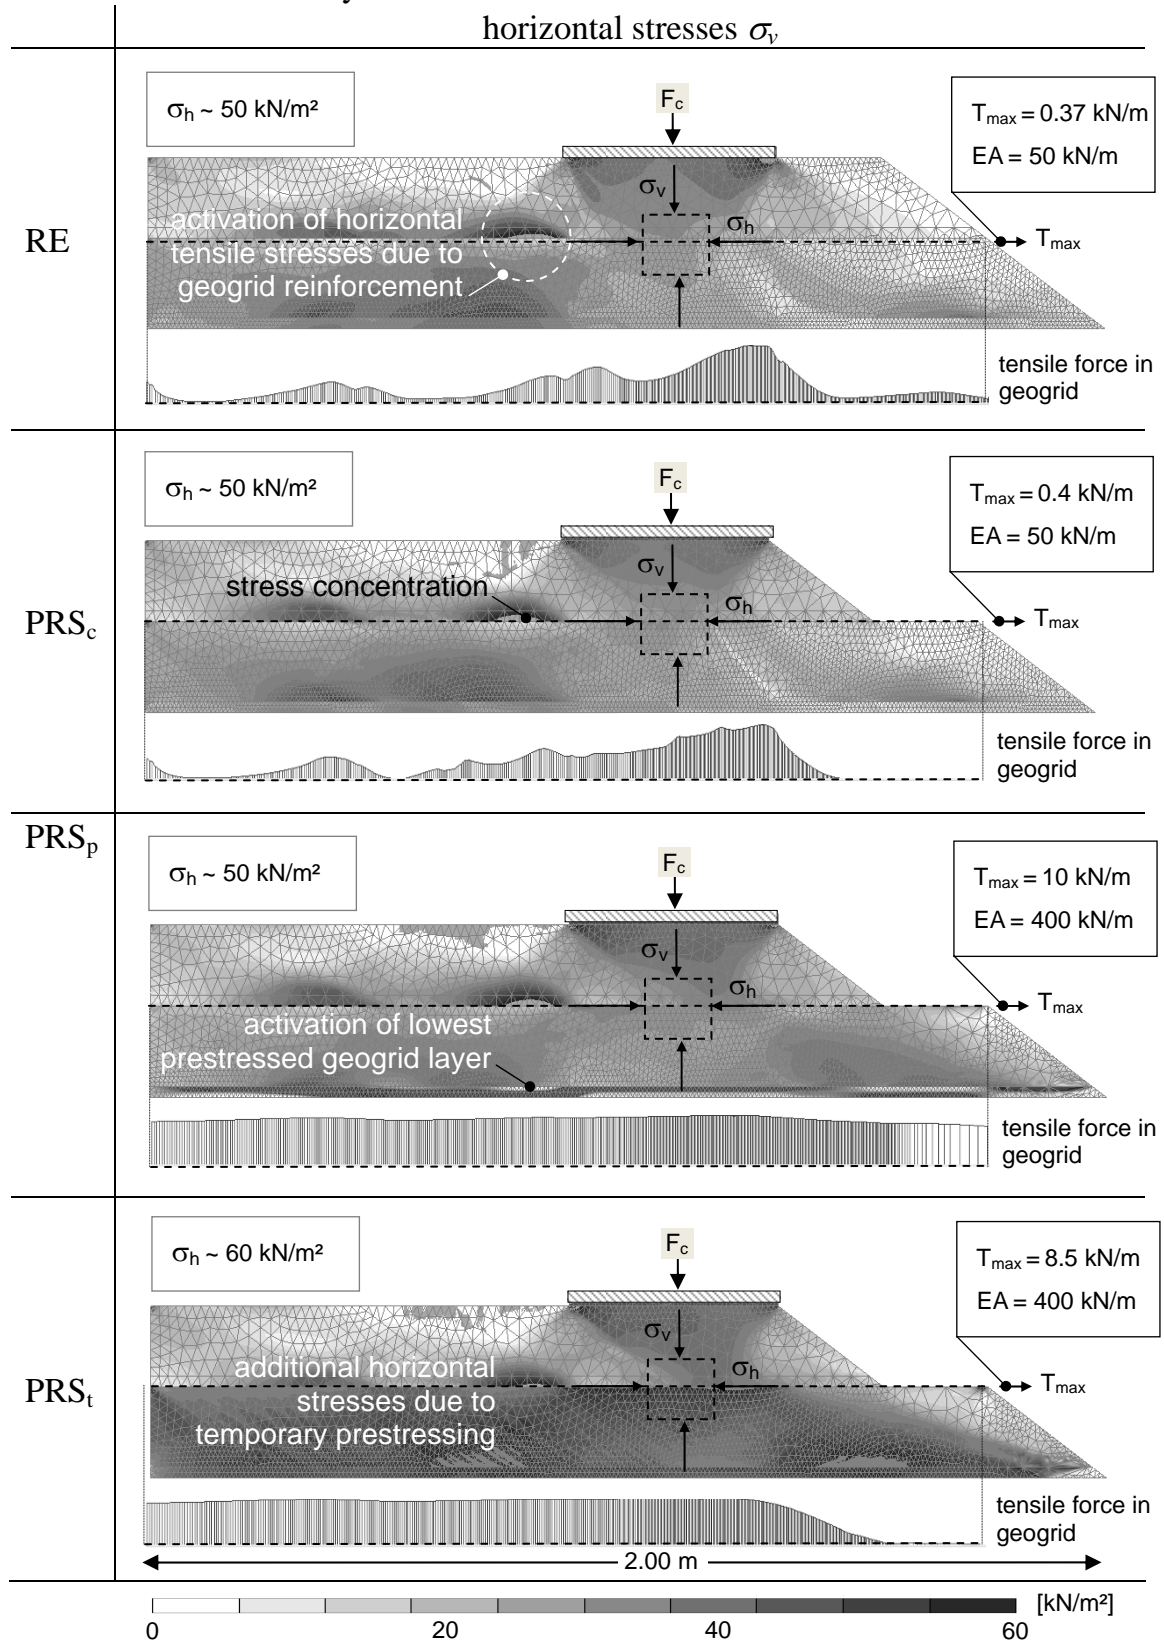 horizontal stresses σv
RE
σh ~ 50 kN/m²
Fc
Tmax = 0.37 kN/m
EA = 50 kN/m
σv
σh
Tmax
activation of horizontal
tensile stresses due to
geogrid reinforcement
tensile force in
geogrid
PRSc
σh ~ 50 kN/m²
Fc
Tmax = 0.4 kN/m
EA = 50 kN/m
σv
σh
Tmax
stress concentration
tensile force in
geogrid
PRSp
σh ~ 50 kN/m²
Fc
Tmax = 10 kN/m
EA = 400 kN/m
σv
σh
Tmax
activation of lowest
prestressed geogrid layer
tensile force in
geogrid
PRSt
σh ~ 60 kN/m²
Fc
Tmax = 8.5 kN/m
EA = 400 kN/m
σv
σh
Tmax
additional horizontal
stresses due to
temporary prestressing
tensile force in
geogrid
2.00 m
[kN/m²]
0 20 40 60